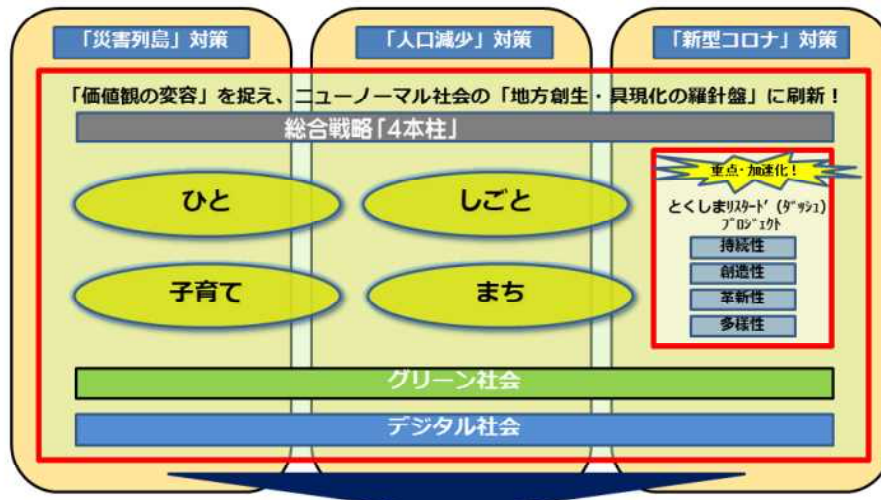 「災害列島」対策
「人口減少」対策
「新型コロナ」対策
「価値観の変容」を捉え、ニューノーマル社会の「地方創生・具現化の羅針盤」に刷新！
総合戦略「4本柱」
ひと
しごと
子育て
まち
重点・加速化！
とくしまﾘｽﾀｰﾄﾞ（ﾀﾞｯｼｭ）
ﾌﾟﾛｼﾞｪｸﾄ
持続性
創造性
革新性
多様性
グリーン社会
デジタル社会